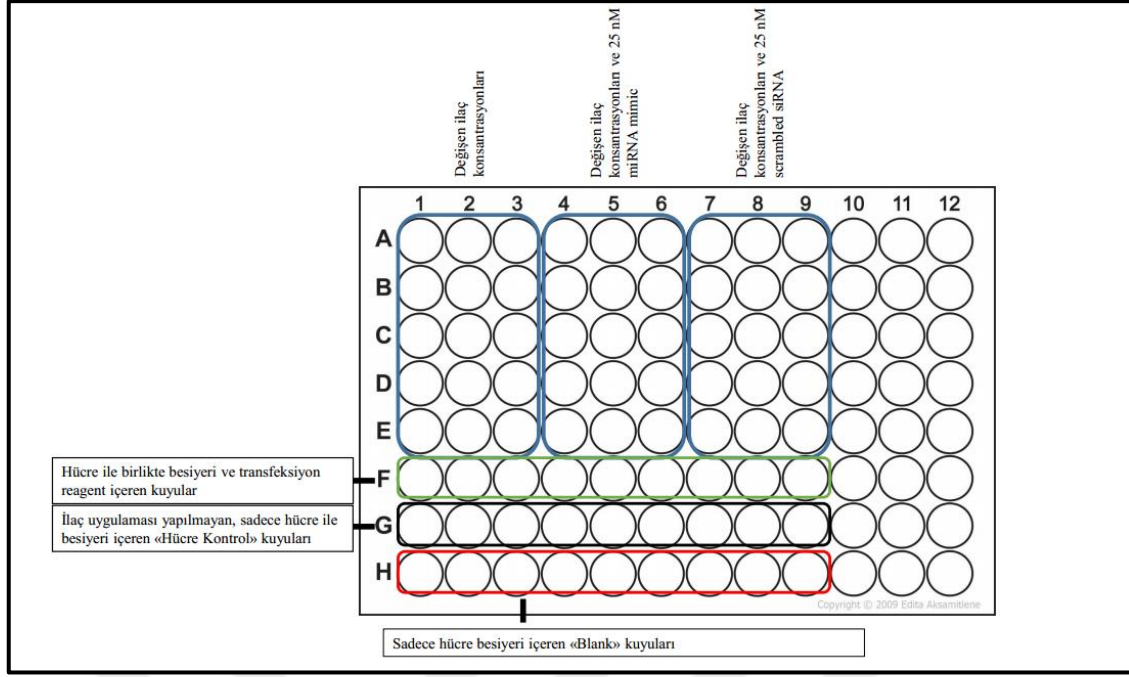 Değişen ilaç
konsantrasyonları
Değişen ilaç
konsantrasyonları ve 25 nM
miRNA mimic
Değişen ilaç
konsantrasyonları ve 25 nM
scrambled siRNA
1 2 3 4 5 6 7 8 9 10 11 12
A
B
C
D
E
Hücre ile birlikte besiyeri ve transfeksiyon
reagent içeren kuyular
F
İlaç uygulaması yapılmayan, sadece hücre ile
besiyeri içeren «Hücre Kontrol» kuyuları
G
H
Copyright © 2009 Edita Aksamitiene
Sadece hücre besiyeri içeren «Blank» kuyuları